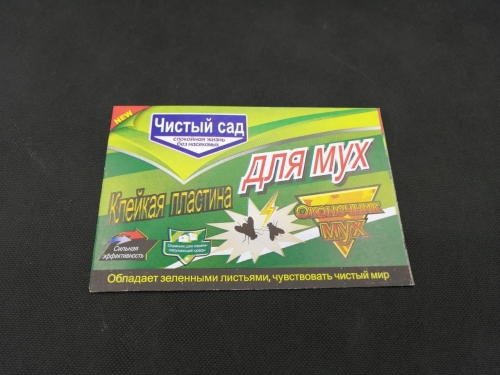 NEW
Чистый сад
спокойная жизнь
без насекомых
ДЛЯ МУХ
Клейкая пластина
Оконочник
МУХ
Сильная
эффективность
Обладает зеленными листьями, чувствовать чистый мир